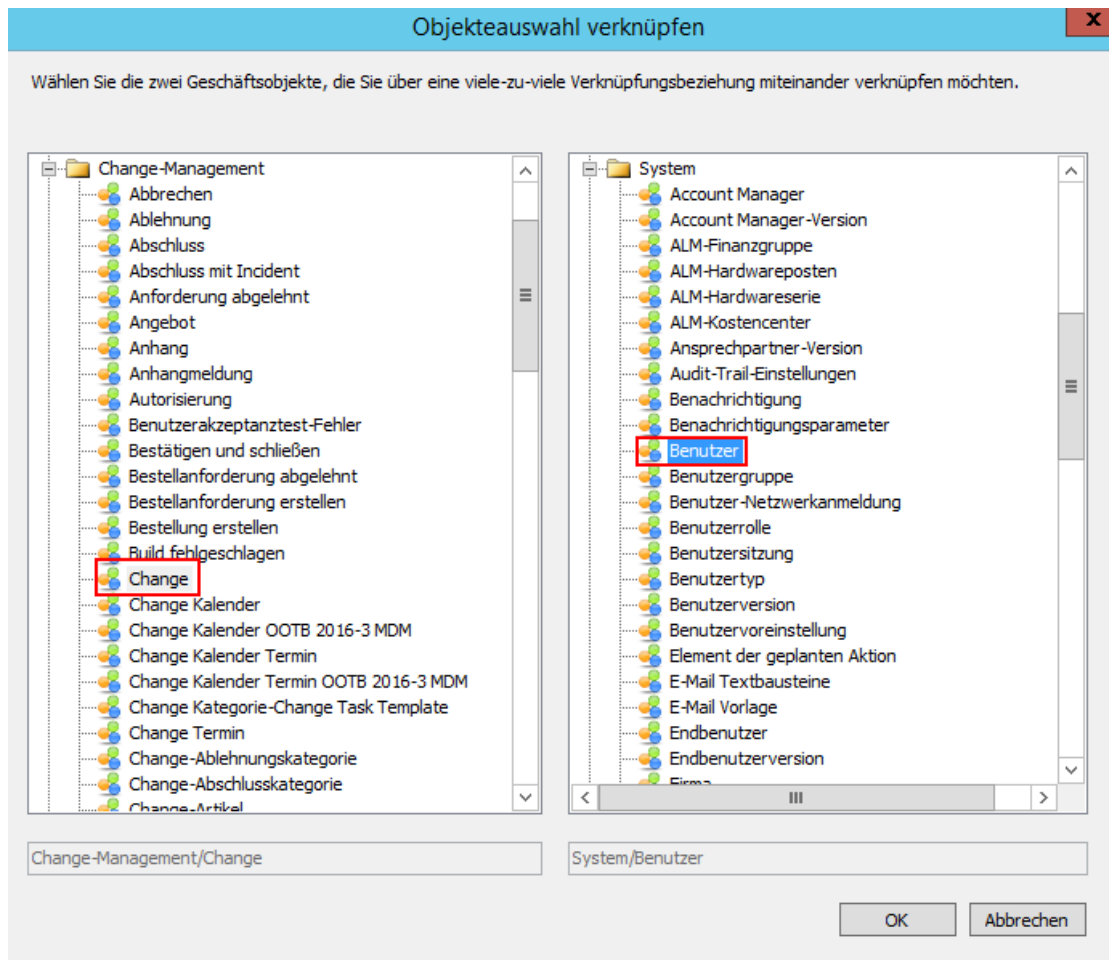 Objekteauswahl verknüpfen
x
Wählen Sie die zwei Geschäftsobjekte, die Sie über eine viele-zu-viele Verknüpfungsbeziehung miteinander verknüpfen möchten.
Change-Management
Abbrechen
Ablehnung
Abschluss
Abschluss mit Incident
Anforderung abgelehnt
Angebot
Anhang
Anhangmeldung
Autorisierung
Benutzerakzeptanztest-Fehler
Bestätigen und schließen
Bestellanforderung abgelehnt
Bestellanforderung erstellen
Bestellung erstellen
Build fehlgeschlagen
Change
Change Kalender
Change Kalender OOTB 2016-3 MDM
Change Kalender Termin
Change Kalender Termin OOTB 2016-3 MDM
Change Kategorie-Change Task Template
Change Termin
Change-Ablehnungskategorie
Change-Abschlusskategorie
Change-Artikel
Change-Management/Change
System
Account Manager
Account Manager-Version
ALM-Finanzgruppe
ALM-Hardwareposten
ALM-Hardwareserie
ALM-Kostencenter
Ansprechpartner-Version
Audit-Trail-Einstellungen
Benachrichtigung
Benachrichtigungsparameter
Benutzer
Benutzergruppe
Benutzer-Netzwerkanmeldung
Benutzerrolle
Benutzersitzung
Benutzertyp
Benutzerversion
Benutzervoreinstellung
Element der geplanten Aktion
E-Mail Textbausteine
E-Mail Vorlage
Endbenutzer
Endbenutzerversion
Firma
System/Benutzer
OK
Abbrechen